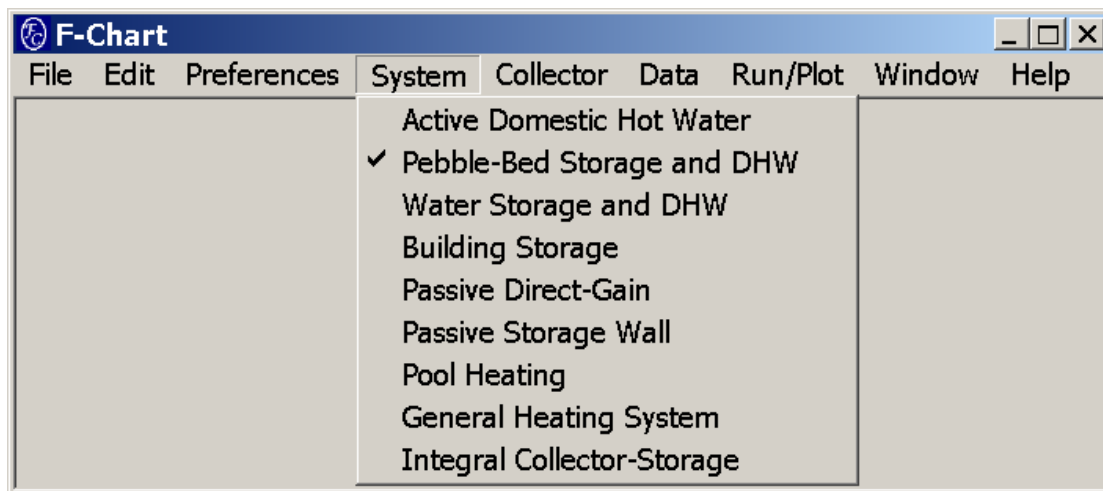 F-Chart
File Edit Preferences System Collector Data Run/Plot Window Help
Active Domestic Hot Water
Pebble-Bed Storage and DHW
Water Storage and DHW
Building Storage
Passive Direct-Gain
Passive Storage Wall
Pool Heating
General Heating System
Integral Collector-Storage